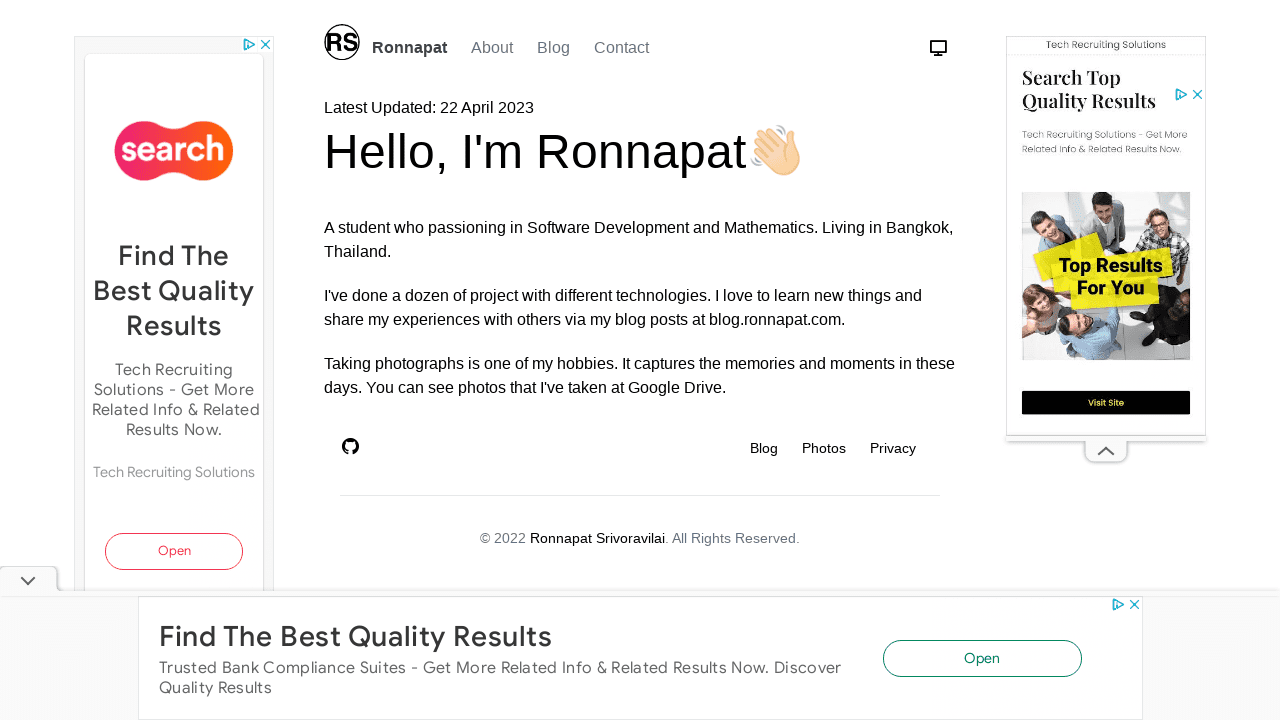 RS
Ronnapat
About
Blog
Contact
Latest Updated: 22 April 2023
Hello, I'm Ronnapat
A student who passioning in Software Development and Mathematics. Living in Bangkok,
Thailand.
I've done a dozen of project with different technologies. I love to learn new things and
share my experiences with others via my blog posts at blog.ronnapat.com.
Taking photographs is one of my hobbies. It captures the memories and moments in these
days. You can see photos that I've taken at Google Drive.
Blog
Photos
Privacy
© 2022 Ronnapat Srivoravilai. All Rights Reserved.
search
Find The
Best Quality
Results
Tech Recruiting
Solutions - Get More
Related Info & Related
Results Now.
Tech Recruiting Solutions
Open
Tech Recruiting Solutions
Search Top
Quality Results
Tech Recruiting Solutions - Get More
Related Info & Related Results Now.
Top Results
For You
Visit Site
Find The Best Quality Results
Trusted Bank Compliance Suites - Get More Related Info & Related Results Now. Discover
Quality Results
Open